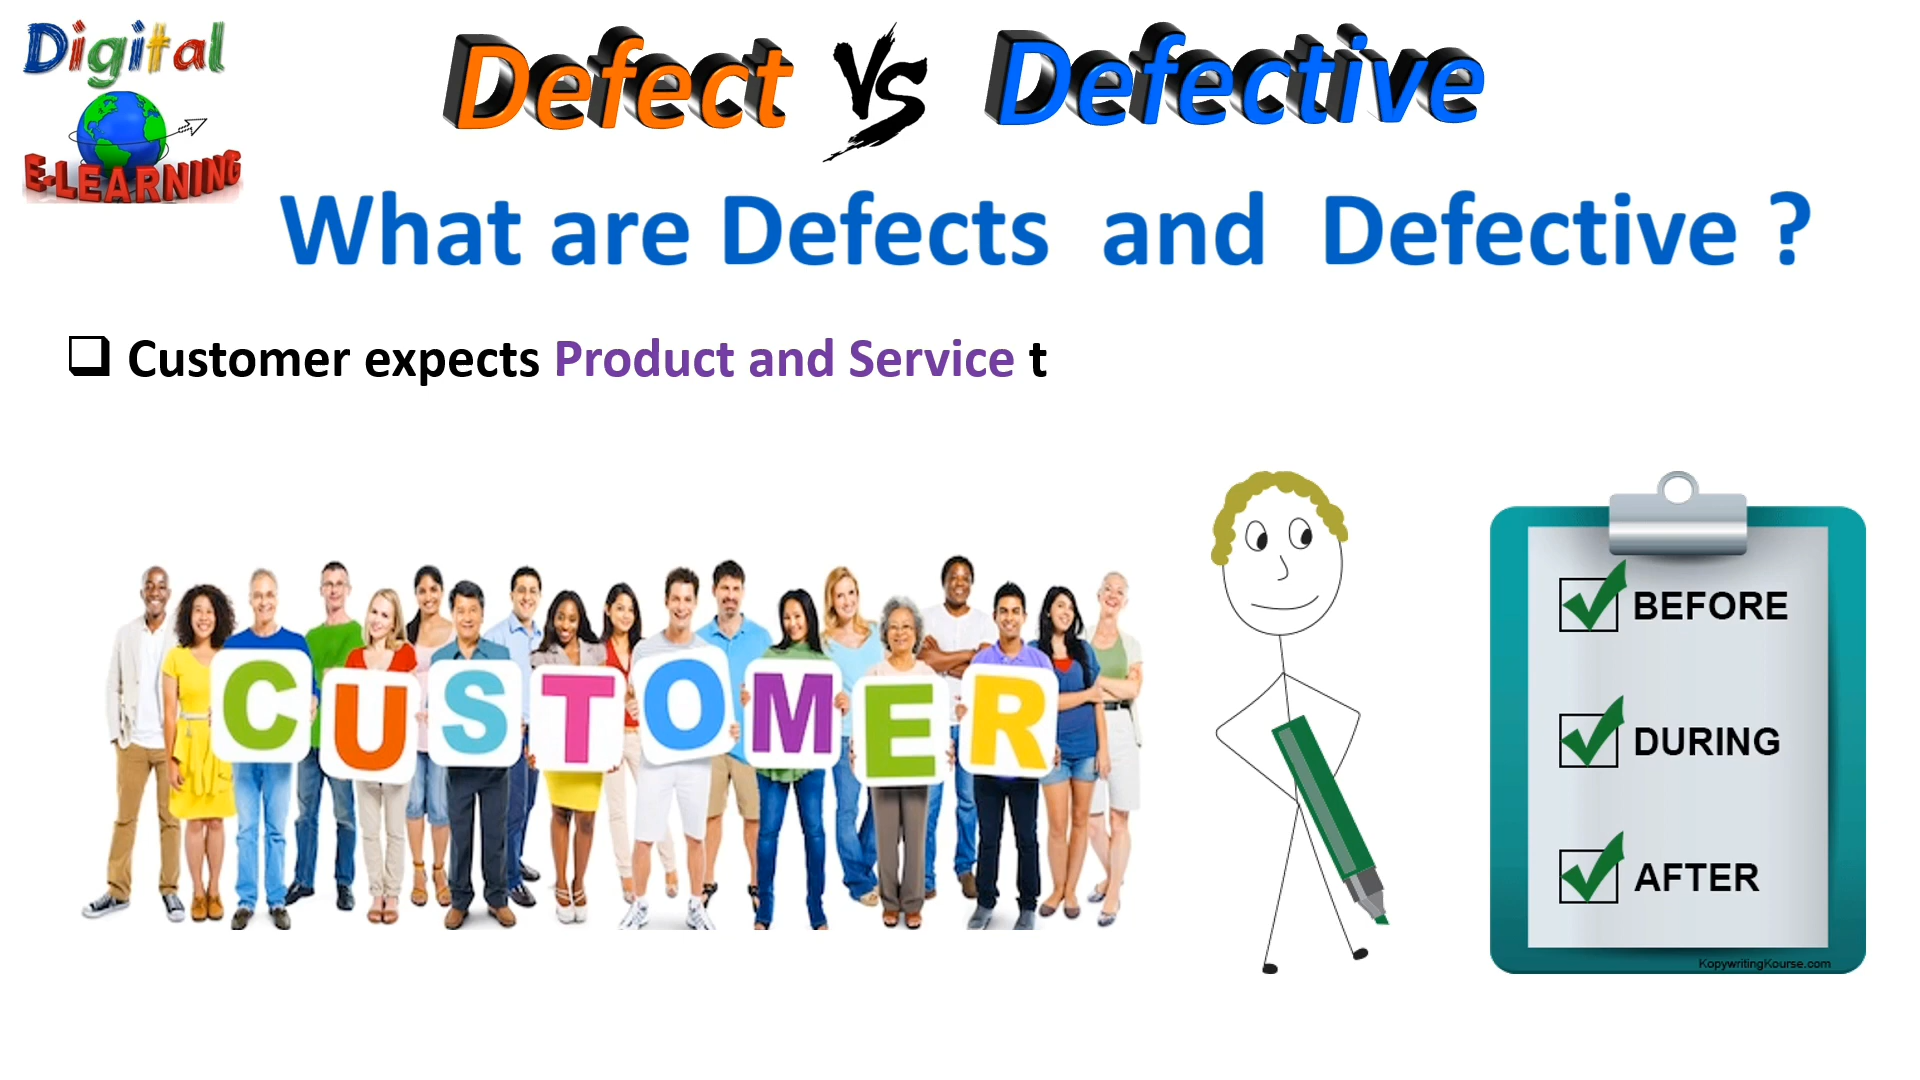 Digital
E-LEARNING
Defect VS Defective
What are Defects and Defective ?
Customer expects Product and Service t
CUSTOMER
BEFORE
DURING
AFTER
KopywritingKourse.com